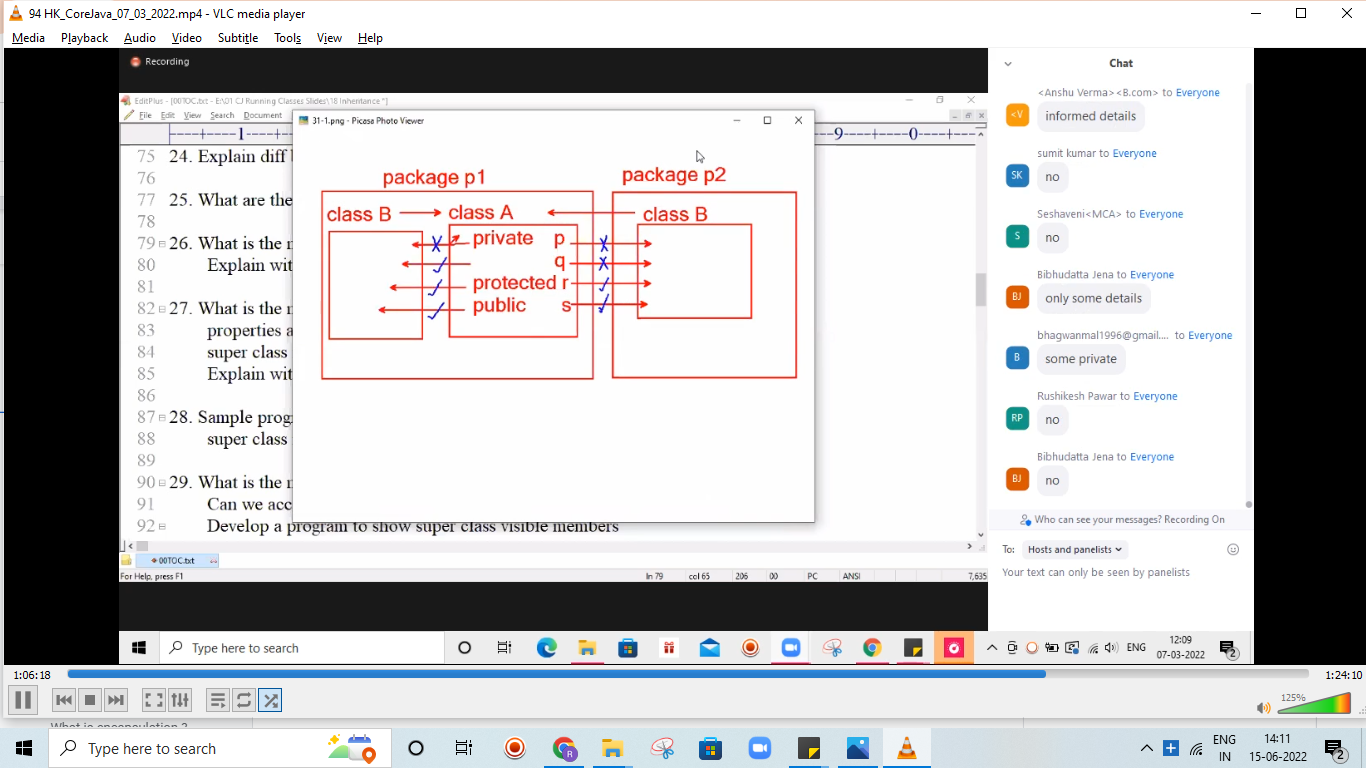 94 HK_CoreJava_07_03_2022.mp4 - VLC media player
Media Playback Audio Video Subtitle Tools View Help
Recording
EditPlus - [00TOC.txt - E:\01 CJ Running Classes Slides\18 Inheritance *]
File Edit View Search Document
31-1.png - Picasa Photo Viewer
----+----1----+-
9----+----0----+---
75 24. Explain diff
76
77 25. What are the
78
79 26. What is the
80 Explain wit
81
82 27. What is the
83 properties a
84 super class
85 Explain wit
86
87 28. Sample prog
88 super class
89
90 29. What is the
91 Can we acc
92 Develop a program to show super class visible members
package p1
package p2
class B
class A
class B
private p
q
protected r
public s
00TOC.txt
For Help, press F1
ln 79 col 65 206 00 PC ANSI 7,635
Chat
<Anshu Verma><B.com> to Everyone
<V
informed details
sumit kumar to Everyone
SK
no
Seshaveni<MCA> to Everyone
S
no
Bibhudatta Jena to Everyone
BJ
only some details
bhagwanmal1996@gmail.... to Everyone
B
some private
Rushikesh Pawar to Everyone
RP
no
Bibhudatta Jena to Everyone
BJ
no
Who can see your messages? Recording On
To: Hosts and panelists
Your text can only be seen by panelists
Type here to search
ENG
12:09
07-03-2022
2
1:06:18
1:24:10
125%
What is encapsulation ?
Type here to search
R
ENG
IN
14:11
15-06-2022
2